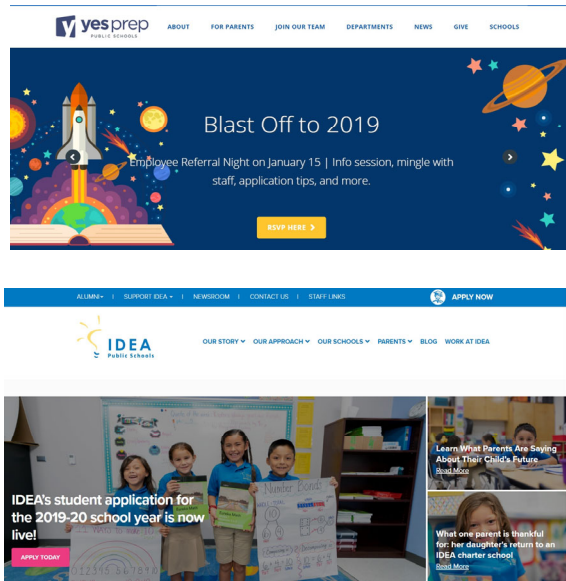 yesprep
PUBLIC SCHOOLS
ABOUT FOR PARENTS JOIN OUR TEAM DEPARTMENTS NEWS GIVE SCHOOLS
Blast Off to 2019
Employee Referral Night on January 15 | Info session, mingle with
staff, application tips, and more.
RSVP HERE
ALUMNI | SUPPORT IDEA | NEWSROOM | CONTACT US | STAFF LINKS APPLY NOW
IDEA
Public Schools
OUR STORY OUR APPROACH OUR SCHOOLS PARENTS BLOG WORK AT IDEA
Number Bond:
IDEA's student application for
the 2019-20 school year is now
live!
APPLY TODAY
Learn What Parents Are Saying
About Their Child's Future
Read More
What one parent is thankful
for: her daughter's return to an
IDEA charter school
Read More